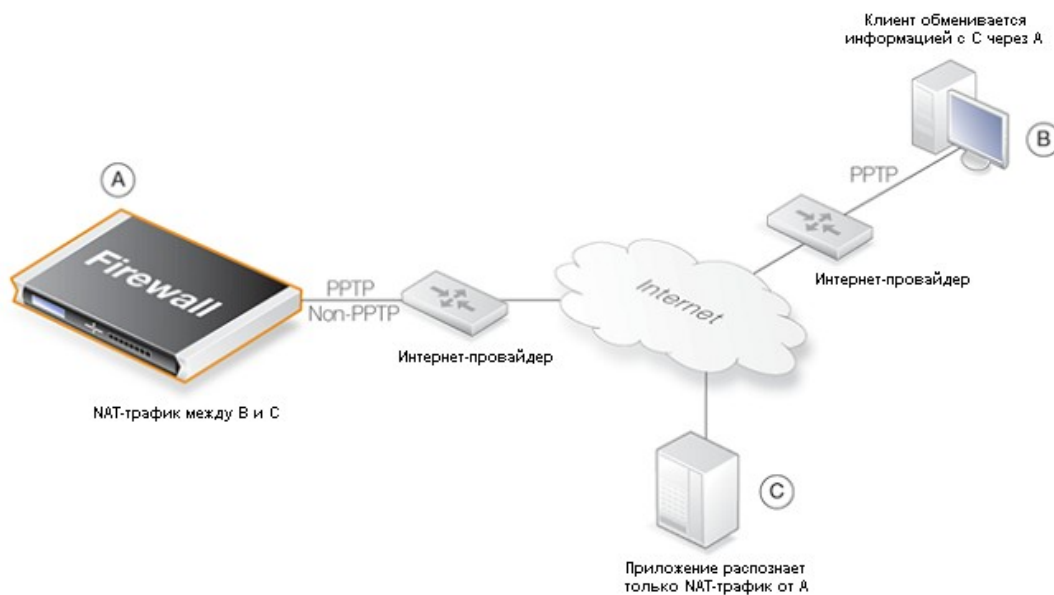 Клиент обменивается
информацией с С через А
B
PPTP
A
Firewall
Интернет-провайдер
Internet
PPTP
Non-PPTP
Интернет-провайдер
NAT-трафик между В и С
C
Приложение распознает
только NAT-трафик от А